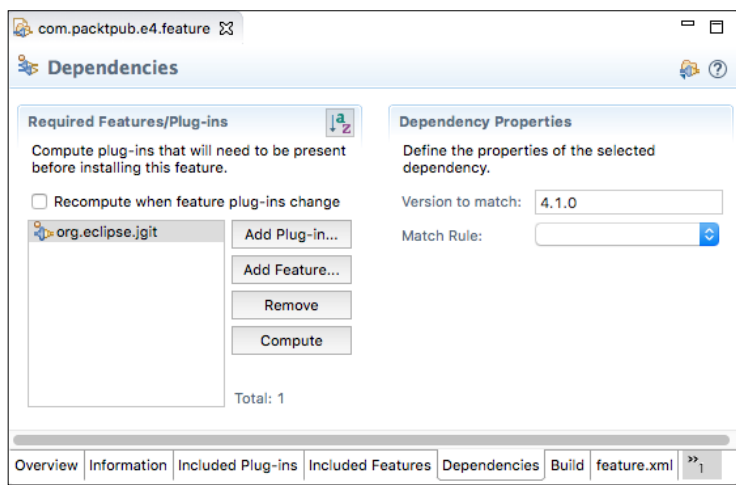 com.packtpub.e4.feature
Dependencies
Required Features/Plug-ins
a
z
Compute plug-ins that will need to be present
before installing this feature.
Recompute when feature plug-ins change
org.eclipse.jgit
Add Plug-in...
Add Feature...
Remove
Compute
Total: 1
Dependency Properties
Define the properties of the selected
dependency.
Version to match: 4.1.0
Match Rule:
Overview Information Included Plug-ins Included Features Dependencies Build feature.xml »1